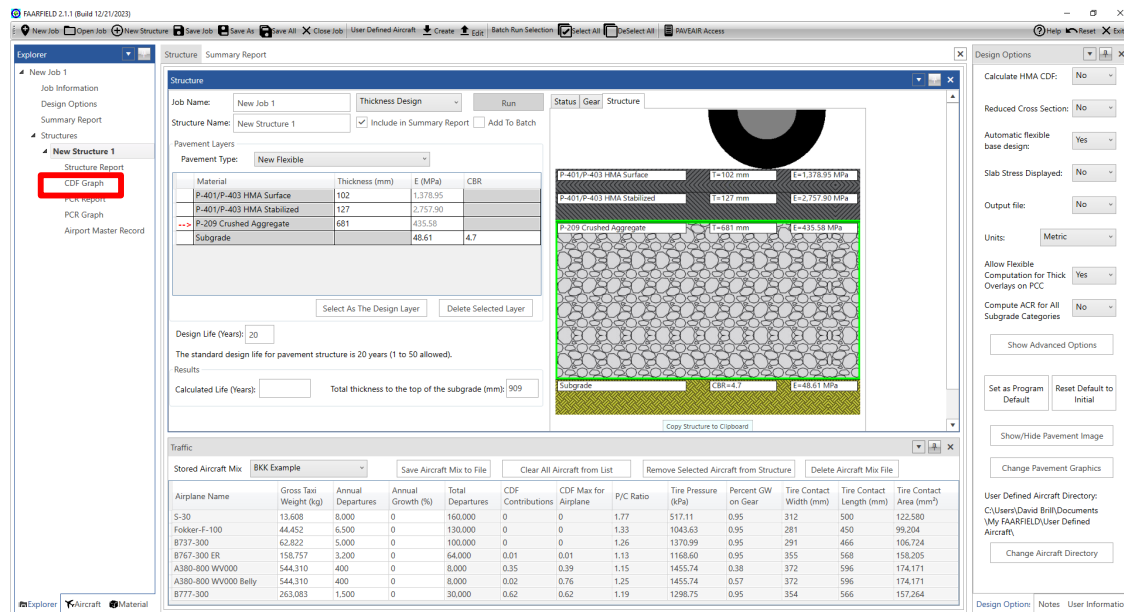 FAARFIELD 2.1.1 (Build 12/21/2023)
New Job Open Job New Structure Save Job Save As Save All Close Job User Defined Aircraft Create Edit Batch Run Selection Select All DeSelect All PAVEAIR Access Help Reset Exit
Explorer
New Job 1
Job Information
Design Options
Summary Report
Structures
New Structure 1
Structure Report
CDF Graph
PCR Report
PCR Graph
Airport Master Record
Explorer Aircraft Material
Structure Summary Report
Structure
Job Name: New Job 1 Thickness Design Run
Structure Name: New Structure 1 Include in Summary Report Add To Batch
Pavement Layers
Pavement Type: New Flexible
Material Thickness (mm) E (MPa) CBR
P-401/P-403 HMA Surface 102 1,378.95
P-401/P-403 HMA Stabilized 127 2,757.90
--> P-209 Crushed Aggregate 681 435.58
Subgrade 48.61 4.7
Select As The Design Layer Delete Selected Layer
Design Life (Years): 20
The standard design life for pavement structure is 20 years (1 to 50 allowed).
Results
Calculated Life (Years): Total thickness to the top of the subgrade (mm): 909
Status Gear Structure
P-401/P-403 HMA Surface T=102 mm E=1,378.95 MPa
P-401/P-403 HMA Stabilized T=127 mm E=2,757.90 MPa
P-209 Crushed Aggregate T=681 mm E=435.58 MPa
Subgrade CBR=4.7 E=48.61 MPa
Copy Structure to Clipboard
Traffic
Stored Aircraft Mix BKK Example Save Aircraft Mix to File Clear All Aircraft from List Remove Selected Aircraft from Structure Delete Aircraft Mix File
Airplane Name Gross Taxi Weight (kg) Annual Departures Annual Growth (%) Total Departures CDF Contributions CDF Max for Airplane P/C Ratio Tire Pressure (kPa) Percent GW on Gear Tire Contact Width (mm) Tire Contact Length (mm) Tire Contact Area (mm²)
S-30 13,608 8,000 0 160,000 0 0 1.77 517.11 0.95 312 500 122,580
Fokker-F-100 44,452 6,500 0 130,000 0 0 1.33 1043.63 0.95 281 450 99,204
B737-300 62,822 5,000 0 100,000 0 0 1.26 1370.99 0.95 291 466 106,724
B767-300 ER 158,757 3,200 0 64,000 0.01 0.01 1.13 1168.60 0.95 355 568 158,205
A380-800 WV000 544,310 400 0 8,000 0.35 0.39 1.15 1455.74 0.38 372 596 174,171
A380-800 WV000 Belly 544,310 400 0 8,000 0.02 0.76 1.25 1455.74 0.57 372 596 174,171
B777-300 263,083 1,500 0 30,000 0.62 0.62 1.19 1298.75 0.95 354 566 157,264
Design Options
Calculate HMA CDF: No
Reduced Cross Section: No
Automatic flexible
base design: Yes
Slab Stress Displayed: No
Output file: No
Units: Metric
Allow Flexible
Computation for Thick Yes
Overlays on PCC
Compute ACR for All No
Subgrade Categories
Show Advanced Options
Set as Program Default
Reset Default to Initial
Show/Hide Pavement Image
Change Pavement Graphics
User Defined Aircraft Directory:
C:\Users\David Brill\Documents
\My FAARFIELD\User Defined
Aircraft\
Change Aircraft Directory
Design Options Notes User Informatio